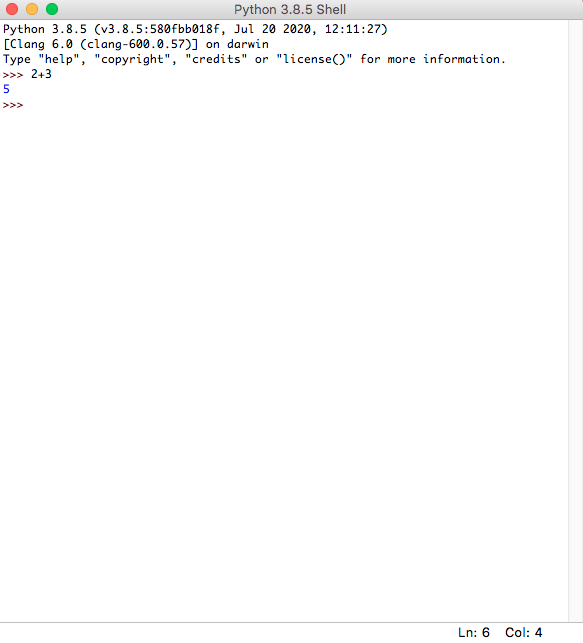 Python 3.8.5 Shell
Python 3.8.5 (v3.8.5:580fbb018f, Jul 20 2020, 12:11:27)
[Clang 6.0 (clang-600.0.57)] on darwin
Type "help", "copyright", "credits" or "license()" for more information.
>>> 2+3
5
>>>
Ln: 6 Col: 4